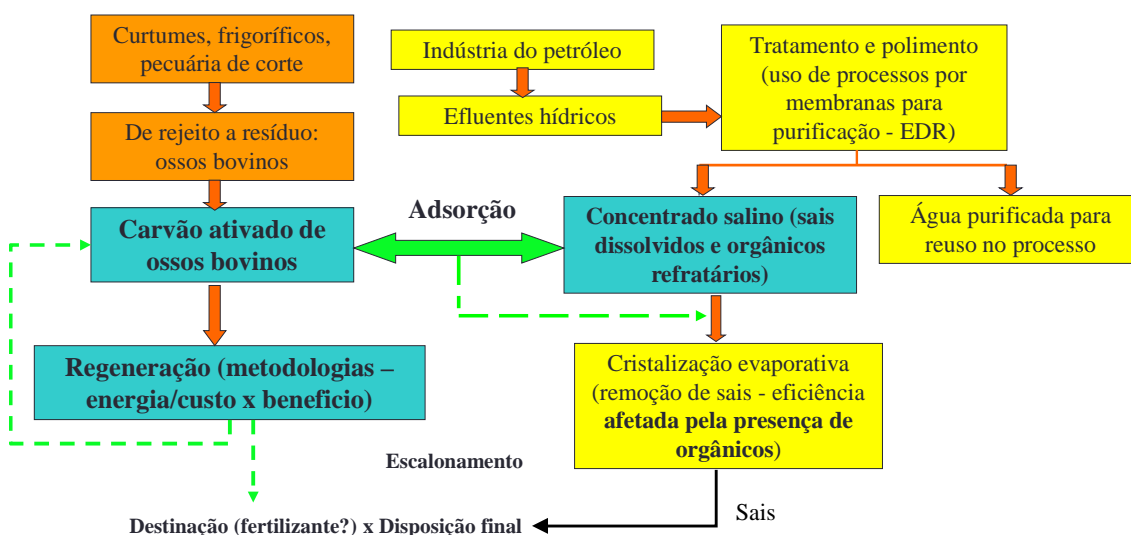 Curtumes, frigoríficos,
pecuária de corte
De rejeito a resíduo:
ossos bovinos
Carvão ativado de
ossos bovinos
Regeneração (metodologias –
energia/custo x beneficio)
Adsorção
Indústria do petróleo
Efluentes hídricos
Tratamento e polimento
(uso de processos por
membranas para
purificação - EDR)
Concentrado salino (sais
dissolvidos e orgânicos
refratários)
Água purificada para
reuso no processo
Cristalização evaporativa
(remoção de sais - eficiência
afetada pela presença de
orgânicos)
Escalonamento
Sais
Destinação (fertilizante?) x Disposição final